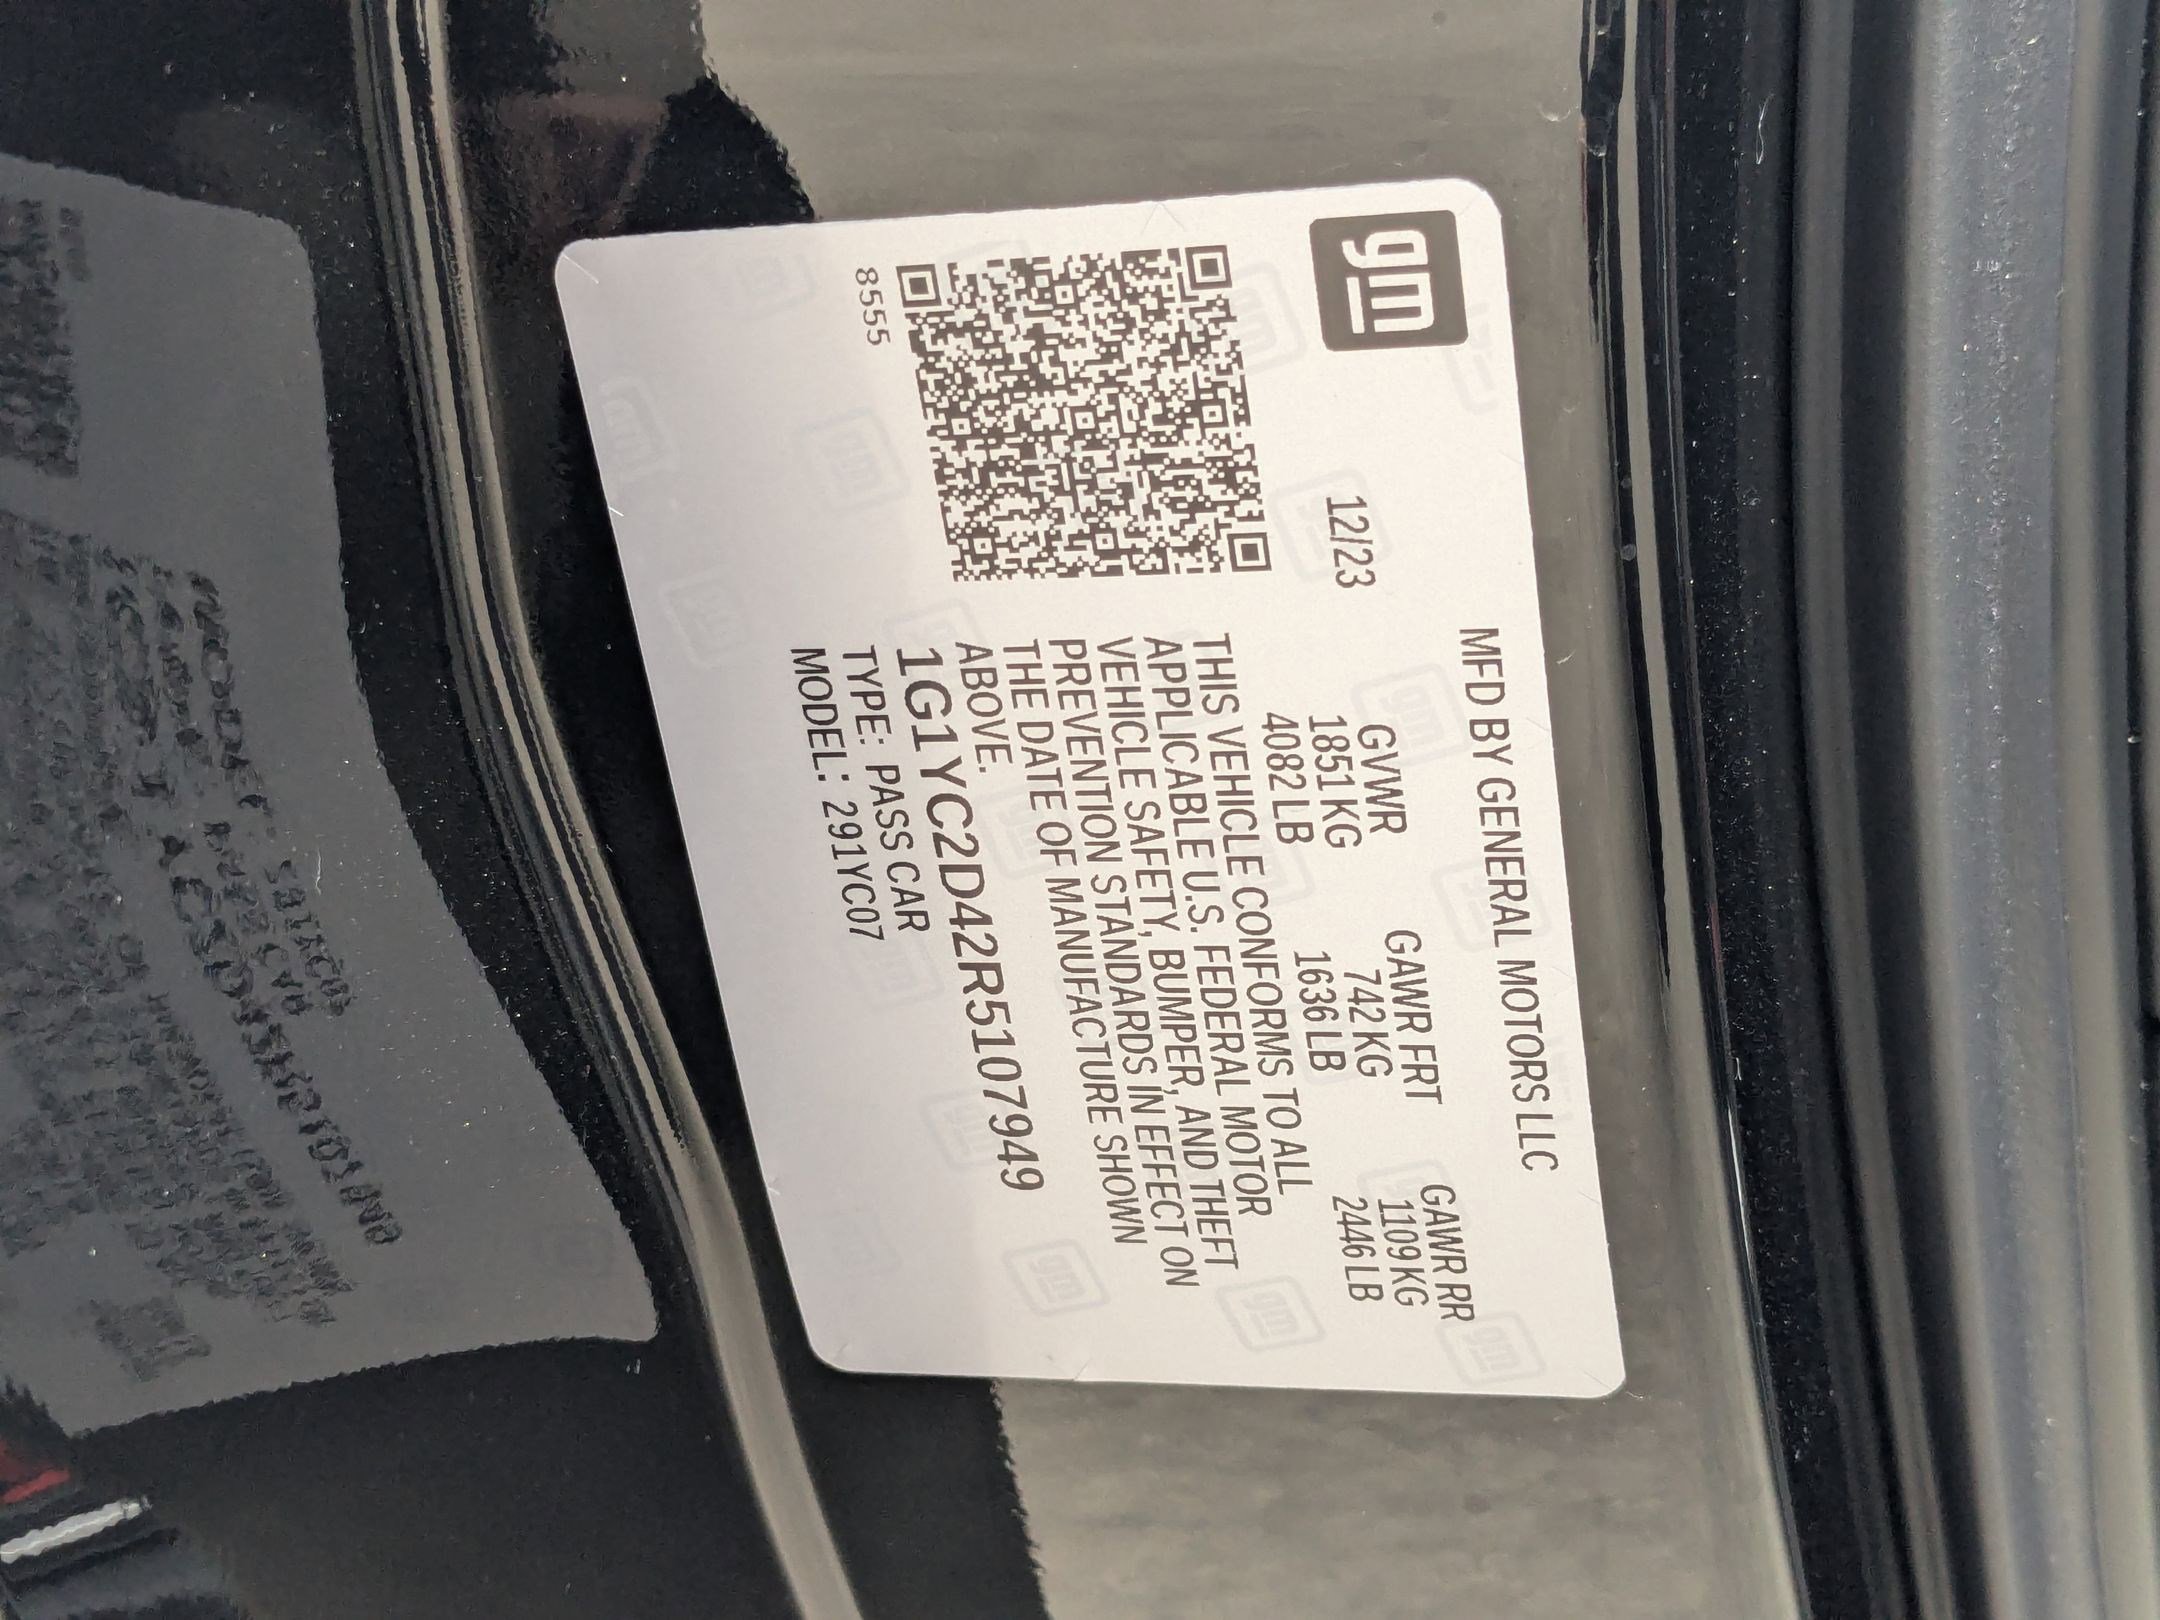 gm
MFD BY GENERAL MOTORS LLC
12/23
GVWR GAWR FRT GAWR RR
1851 KG 742 KG 1109 KG
4082 LB 1636 LB 2446 LB
THIS VEHICLE CONFORMS TO ALL
APPLICABLE U.S. FEDERAL MOTOR
VEHICLE SAFETY, BUMPER, AND THEFT
PREVENTION STANDARDS IN EFFECT ON
THE DATE OF MANUFACTURE SHOWN
ABOVE.
1G1YC2D42R5107949
TYPE: PASS CAR
MODEL: 291YC07
8555